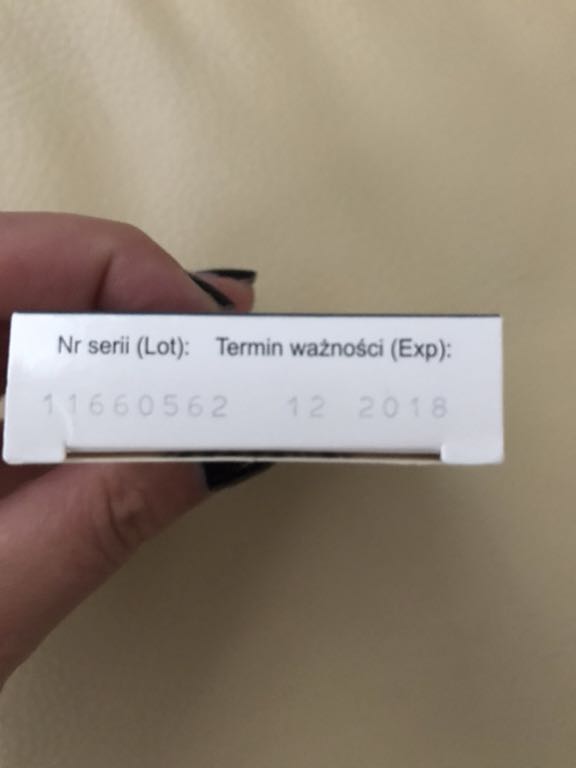 Nr serii (Lot): Termin ważności (Exp):
11660562 12 2018